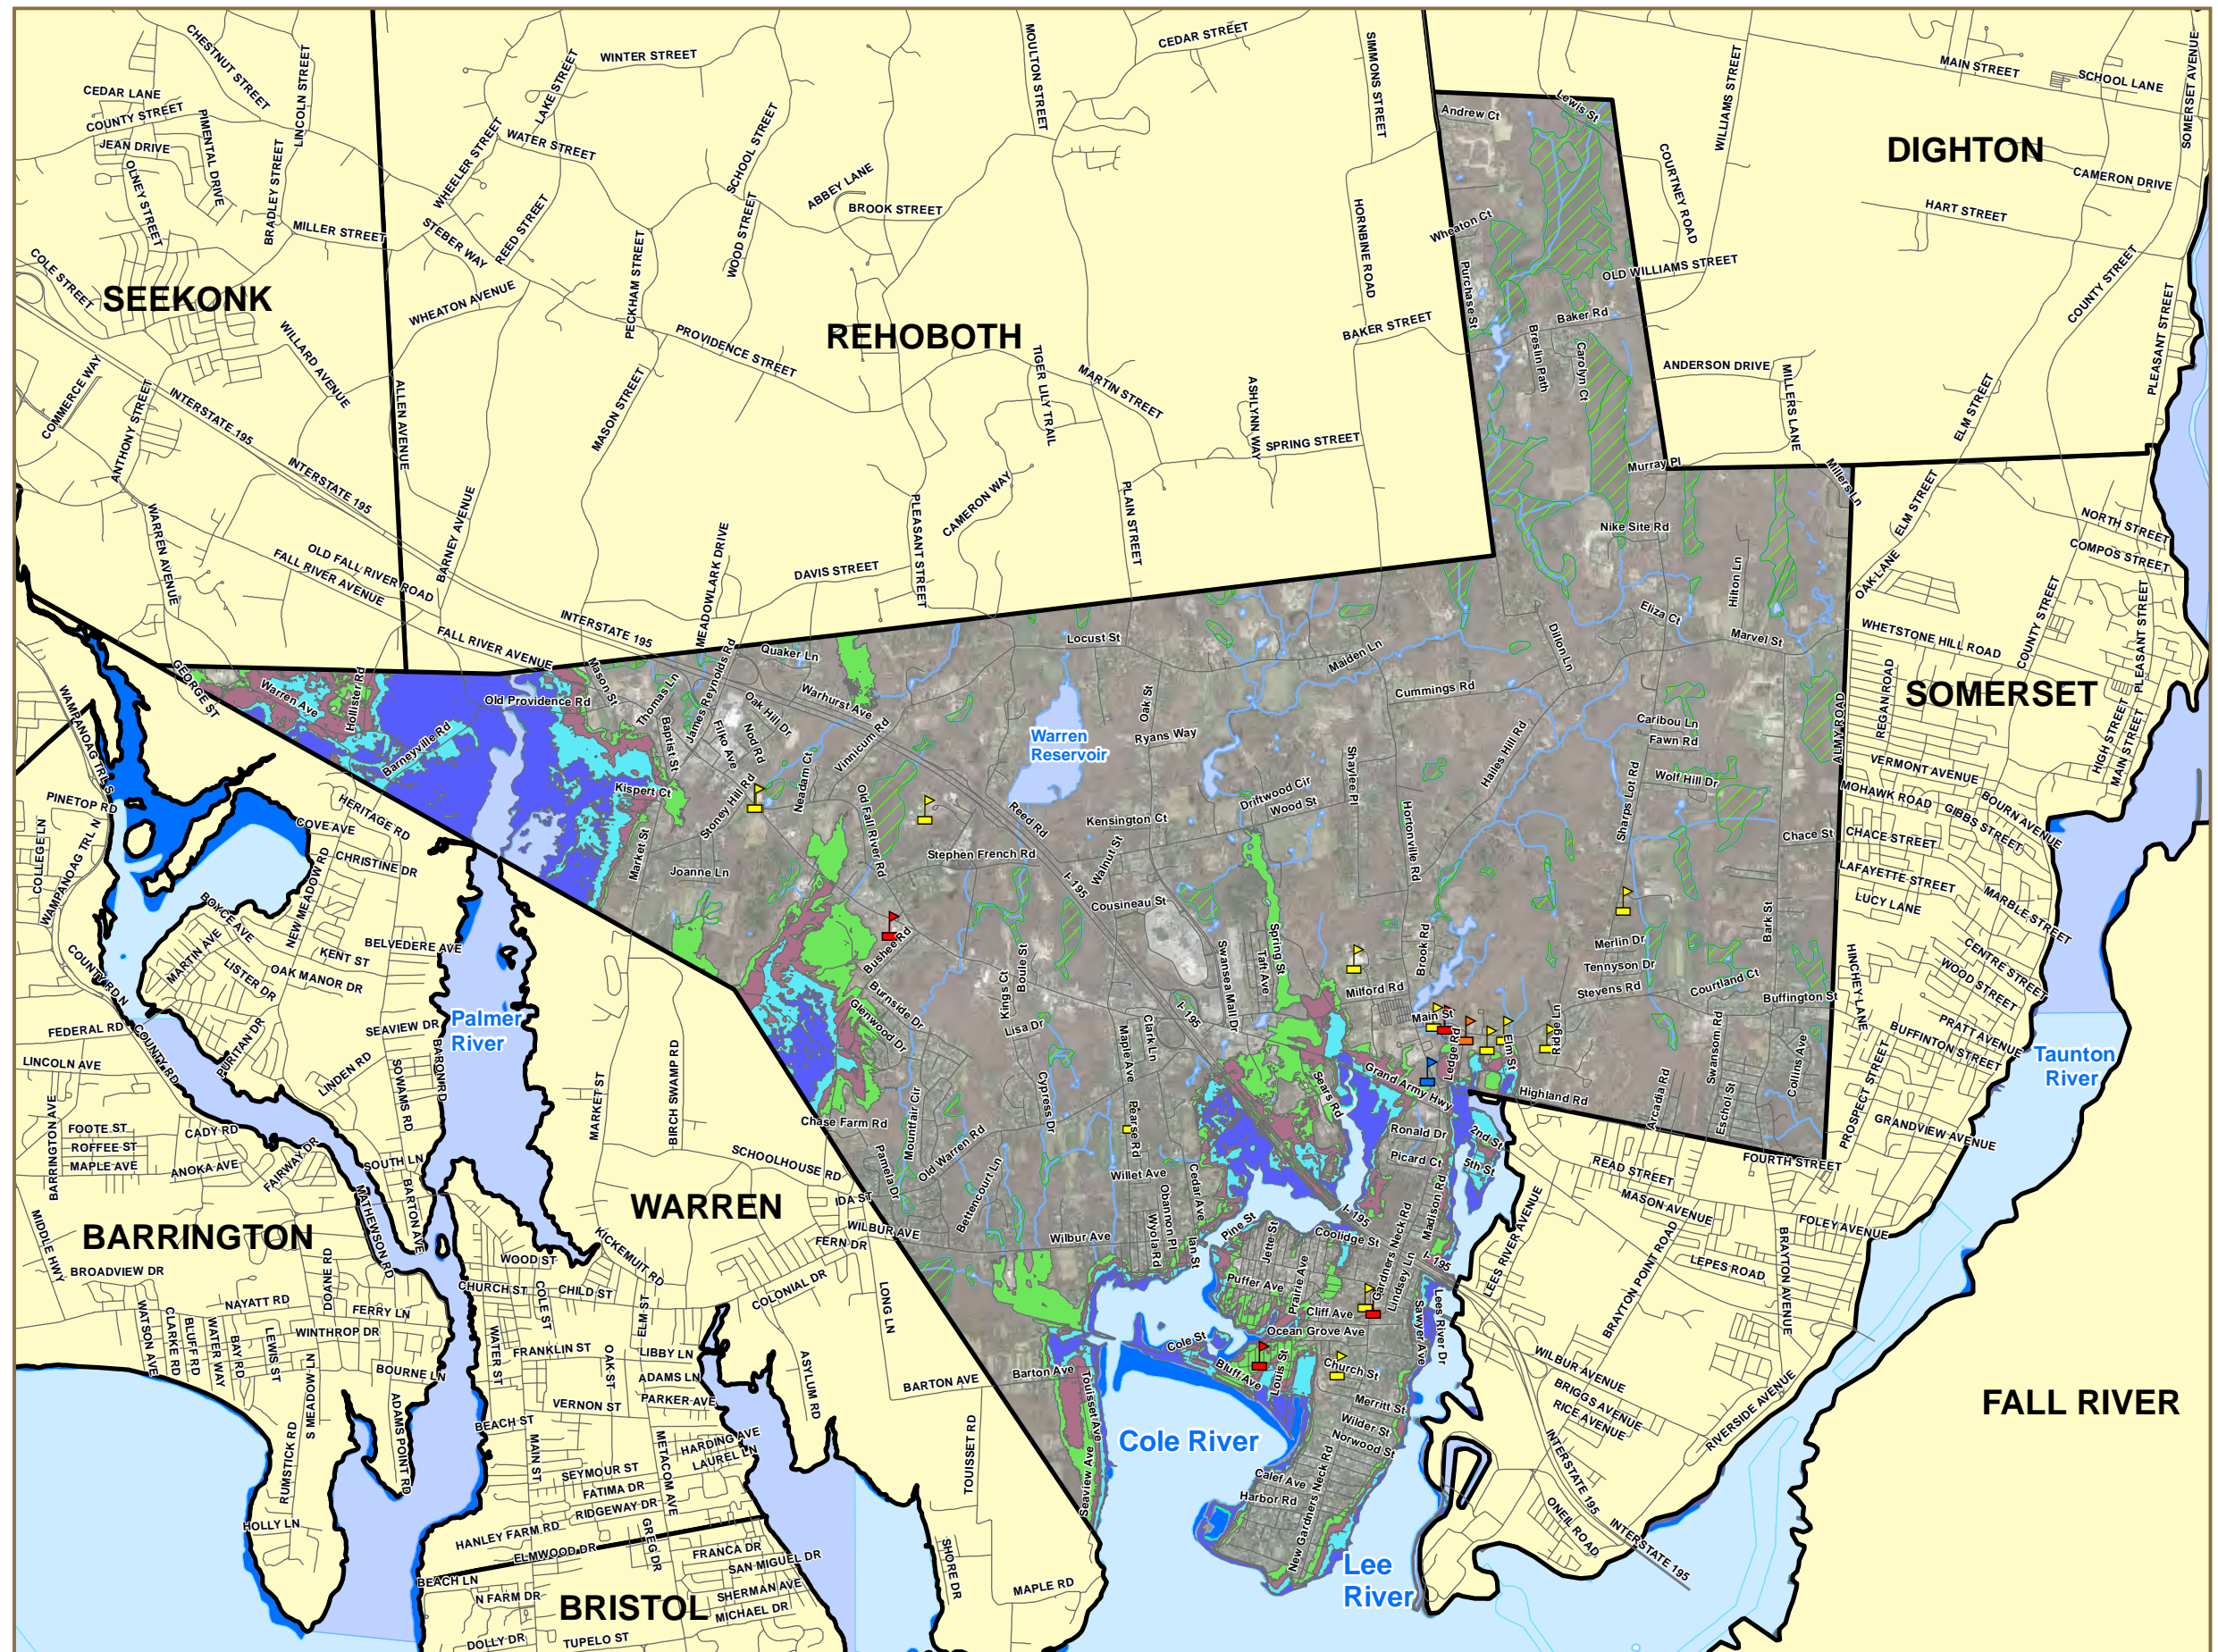 CHESTNUT STREET
LINCOLN STREET
CEDAR LANE
COUNTY STREET
JEAN DRIVE
PIMENTAL DRIVE
OLNEY STREET
BRADLEY STREET
MILLER STREET
COLE STREET
SEEKONK
WILLARD AVENUE
COMMERCE WAY
ANTHONY STREET
INTERSTATE 195
INTERSTATE 195
ALLEN AVENUE
WARREN AVENUE
OLD FALL RIVER ROAD
FALL RIVER AVENUE
BARNEY AVENUE
WINTER STREET
LAKE STREET
WHEELER STREET
WATER STREET
SCHOOL STREET
REED STREET
STEBER WAY
WHEATON AVENUE
PECKHAM STREET
WOOD STREET
ABBEY LANE
BROOK STREET
MOULTON STREET
CEDAR STREET
SIMMONS STREET
HORNBINE ROAD
REHOBOTH
PROVIDENCE STREET
MASON STREET
TIGER LILY TRAIL
MARTIN STREET
ASHLYNN WAY
SPRING STREET
BAKER STREET
CAMERON WAY
PLEASANT STREET
PLAIN STREET
DAVIS STREET
MEADOWLARK DRIVE
INTERSTATE 195
FALL RIVER AVENUE
MAIN STREET
SCHOOL LANE
SOMERSET AVENUE
WILLIAMS STREET
DIGHTON
COURTNEY ROAD
CAMERON DRIVE
HART STREET
OLD WILLIAMS STREET
COUNTY STREET
PLEASANT STREET
ANDERSON DRIVE
MILLERS LANE
ELM STREET
Andrew Ct
Lewis St
Wheaton Ct
Purchase St
Baker Rd
Breslin Path
Carolyn Ct
Murray Pl
Millers Ln
Nike Site Rd
Hilton Ln
Eliza Ct
Marvel St
Dillon Ln
ELM STREET
OAK LANE
NORTH STREET
COMPOS STREET
COUNTY STREET
PLEASANT STREET
WHETSTONE HILL ROAD
REGAN ROAD
SOMERSET
PLEASANT STREET
HIGH STREET
MAIN STREET
ALMY ROAD
VERMONT AVENUE
MOHAWK ROAD
GIBBS STREET
BOURN AVENUE
CHACE STREET
LAFAYETTE STREET
LUCY LANE
MARBLE STREET
CENTRE STREET
WOOD STREET
HINCHEY LANE
PRATT AVENUE
BUFFINTON STREET
PROSPECT STREET
GRANDVIEW AVENUE
Taunton
River
GEORGE ST
Warren Ave
Hollister Rd
Barneyville Rd
Old Providence Rd
Mason St
Thomas Ln
James Reynolds Rd
Quaker Ln
Baptist St
Filko Ave
Nod Rd
Oak Hill Dr
Warhurst Ave
Vinnicum Rd
Neadam Ct
Kispert Ct
Stoney Hill Rd
Market St
Joanne Ln
Old Fall River Rd
Stephen French Rd
Locust St
Warren
Reservoir
Oak St
Ryans Way
Maiden Ln
Cummings Rd
Reed Rd
Kensington Ct
Walnut St
Driftwood Cir
Wood St
Shaylee Pl
Hailes Hill Rd
Hortonville Rd
I-195
Cousineau St
Caribou Ln
Fawn Rd
Wolf Hill Dr
Sharps Lot Rd
Chace St
Bark St
Merlin Dr
Tennyson Dr
Stevens Rd
Courtland Ct
Buffington St
Bushee Rd
Burnside Dr
Glenwood Dr
Kings Ct
Boule St
Lisa Dr
Swansea Mall Dr
Spring St
Taft Ave
Brook Rd
Milford Rd
Main St
Ledge Rd
Elm St
Ridge Ln
I-195
Maple Ave
Clark Ln
Cypress Dr
Pearse Rd
Sears Rd
Grand Army Hwy
Highland Rd
Arcadia Rd
Swanson Rd
Eschol St
Collins Ave
Chase Farm Rd
Mountfair Cir
Pamela Dr
Old Warren Rd
Bettencourt Ln
Ronald Dr
2nd St
Picard Ct
5th St
Willet Ave
Obannon Pl
Wyola Rd
Cedar Ave
Ian St
Pine St
Jette St
Coolidge St
I-195
Madison Rd
Gardners Neck Rd
Lindsey Ln
I-195
Wilbur Ave
Puffer Ave
Prairie Ave
Cliff Ave
Ocean Grove Ave
Sawyer Ave
Lees River Dr
Cole St
Bluff Ave
Louis St
Church St
Barton Ave
Touisset Ave
Seaview Ave
Merritt St
Wilder St
Norwood St
Calef Ave
Harbor Rd
New Gardners Neck Rd
Cole River
Lee
River
FOURTH STREET
READ STREET
MASON AVENUE
FOLEY AVENUE
LEES RIVER AVENUE
BRAYTON POINT ROAD
LEPES ROAD
BRAYTON AVENUE
WILBUR AVENUE
BRIGGS AVENUE
RICE AVENUE
RIVERSIDE AVENUE
INTERSTATE 195
ONEIL ROAD
INTERSTATE 195
FALL RIVER
WAMPANOAG TRL S
PINETOP RD
COLLEGE LN
WAMPANOAG TRL N
HERITAGE RD
COVE AVE
CHRISTINE DR
NEW MEADOW RD
BOYCE AVE
MARTIN AVE
KENT ST
BELVEDERE AVE
LISTER DR
OAK MANOR DR
COUNTY RD N
FEDERAL RD
COUNTY RD
PURITAN DR
SEAVIEW DR
Palmer
River
LINCOLN AVE
LINDEN RD
SOWAMS RD
BARON RD
BARRINGTON AVE
FOOTE ST
ROFFEE ST
MAPLE AVE
CADY RD
ANOKA AVE
FAIRWAY DR
SOUTH LN
BARTON AVE
MATHEWSON RD
MIDDLE HWY
BARRINGTON
BROADVIEW DR
DOANE RD
NAYATT RD
FERRY LN
WATSON AVE
CLARKE RD
BLUFF RD
WATER WAY
BAY RD
LEWIS ST
WINTHROP DR
BOURNE LN
S MEADOW LN
RUMSTICK RD
ADAMS POINT RD
HOLLY LN
MARKET ST
BIRCH SWAMP RD
SCHOOLHOUSE RD
WARREN
IDA ST
WILBUR AVE
FERN DR
KICKEMUIT RD
COLONIAL DR
LONG LN
WOOD ST
CHURCH ST
CHILD ST
COLE ST
ELM ST
WATER ST
FRANKLIN ST
LIBBY LN
OAK ST
ADAMS LN
PARKER AVE
VERNON ST
ASYLUM RD
BARTON AVE
BEACH ST
MAIN ST
METACOM AVE
HARDING AVE
LAUREL LN
SEYMOUR ST
FATIMA DR
RIDGEWAY DR
TOUISSET RD
HANLEY FARM RD
ELMWOOD DR
GREG DR
FRANCA DR
SAN MIGUEL DR
SHORE DR
MAPLE RD
BEACH LN
N FARM DR
BRISTOL
SHERMAN AVE
MICHAEL DR
DOLLY DR
TUPELO ST